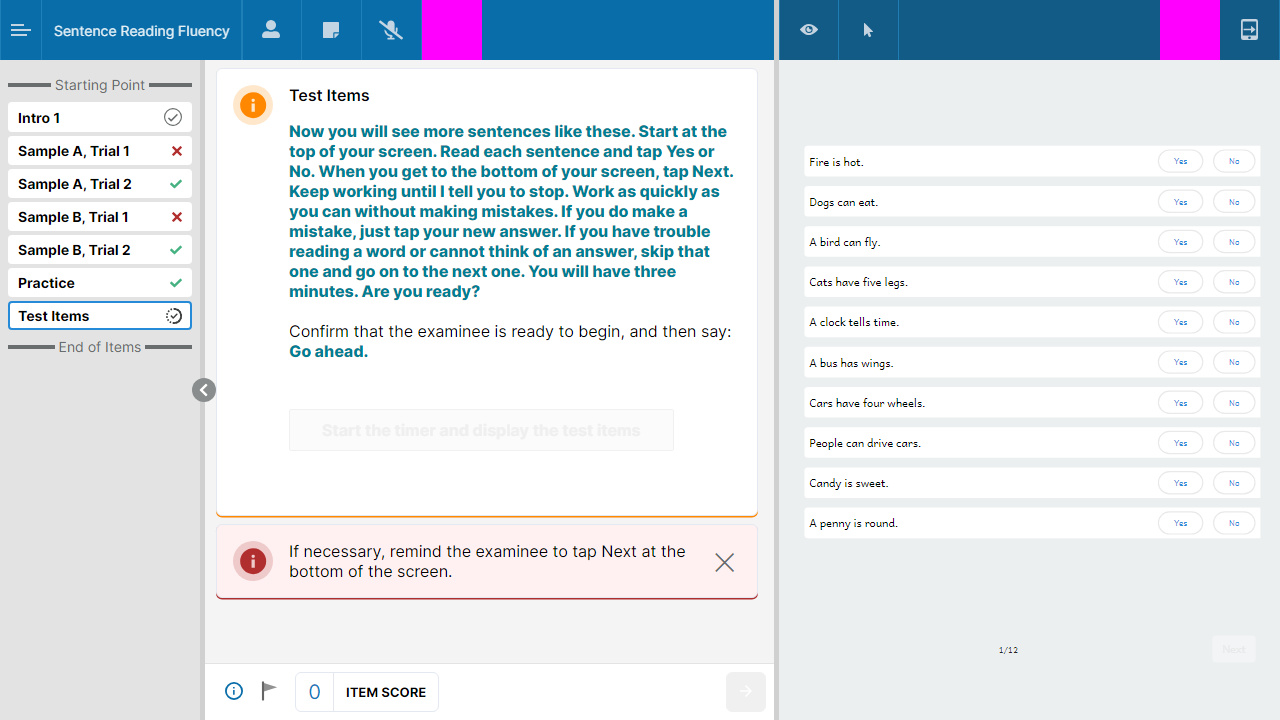 Sentence Reading Fluency
Starting Point
Intro 1
Sample A, Trial 1
Sample A, Trial 2
Sample B, Trial 1
Sample B, Trial 2
Practice
Test Items
End of Items
Test Items
Now you will see more sentences like these. Start at the
top of your screen. Read each sentence and tap Yes or
No. When you get to the bottom of your screen, tap Next.
Keep working until I tell you to stop. Work as quickly as
you can without making mistakes. If you do make a
mistake, just tap your new answer. If you have trouble
reading a word or cannot think of an answer, skip that
one and go on to the next one. You will have three
minutes. Are you ready?
Confirm that the examinee is ready to begin, and then say:
Go ahead.
Start the timer and display the test items
If necessary, remind the examinee to tap Next at the
bottom of the screen.
0 ITEM SCORE
Fire is hot. Yes No
Dogs can eat. Yes No
A bird can fly. Yes No
Cats have five legs. Yes No
A clock tells time. Yes No
A bus has wings. Yes No
Cars have four wheels. Yes No
People can drive cars. Yes No
Candy is sweet. Yes No
A penny is round. Yes No
1/12 Next